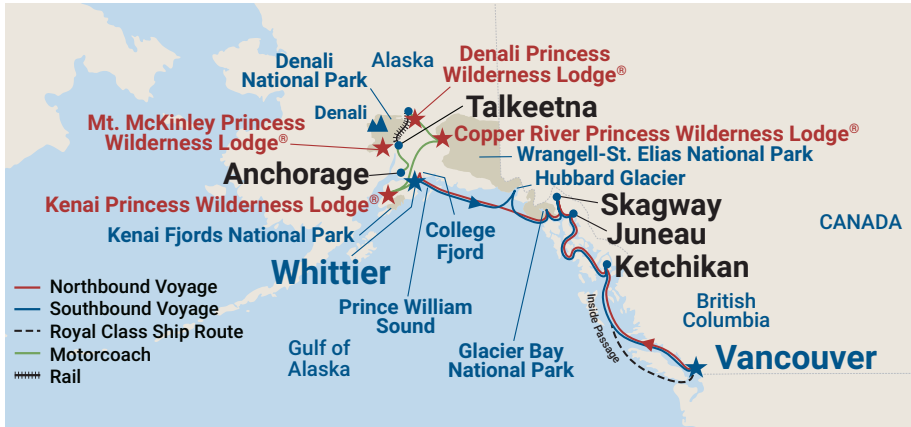 Denali
National Park
Alaska
Denali Princess
Wilderness Lodge®
Denali
Talkeetna
Mt. McKinley Princess
Wilderness Lodge®
Copper River Princess Wilderness Lodge®
Wrangell-St. Elias National Park
Anchorage
Hubbard Glacier
Kenai Princess Wilderness Lodge®
Skagway
Kenai Fjords National Park
College
Fjord
Juneau
CANADA
Whittier
Ketchikan
Northbound Voyage
Southbound Voyage
Royal Class Ship Route
Motorcoach
Rail
Prince William
Sound
Inside Passage
British
Columbia
Gulf of
Alaska
Glacier Bay
National Park
Vancouver